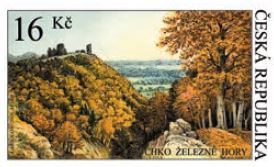 16 Kč
ČESKÁ REPUBLIKA
CHKO ŽELEZNÉ HORY